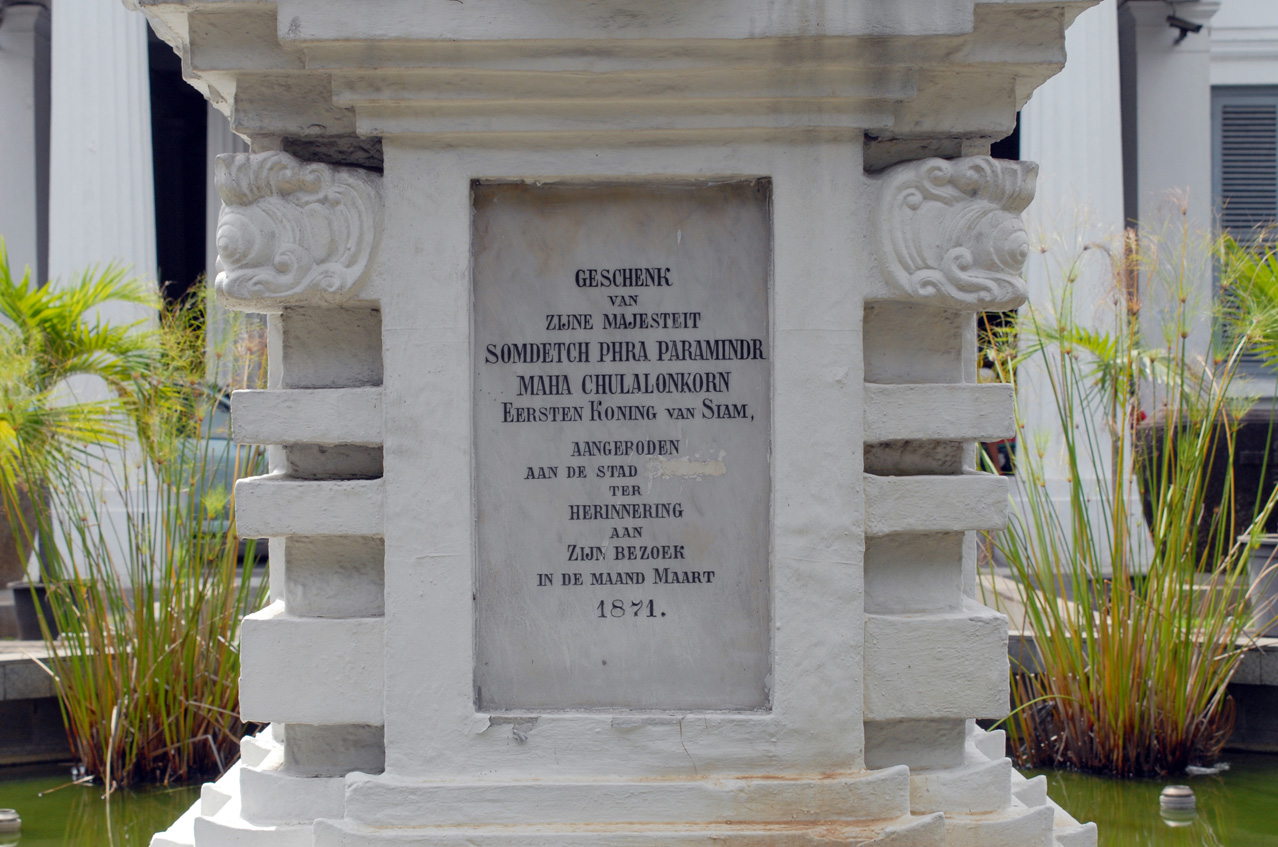 GESCHENK
VAN
ZIJNE MAJESTEIT
SOMDETCH PHRA PARAMINDR
MAHA CHULALONKORN
EERSTEN KONING VAN SIAM,
AANGEBODEN
AAN DE STAD
TER
HERINNERING
AAN
ZIJN BEZOEK
IN DE MAAND MAART
1871.